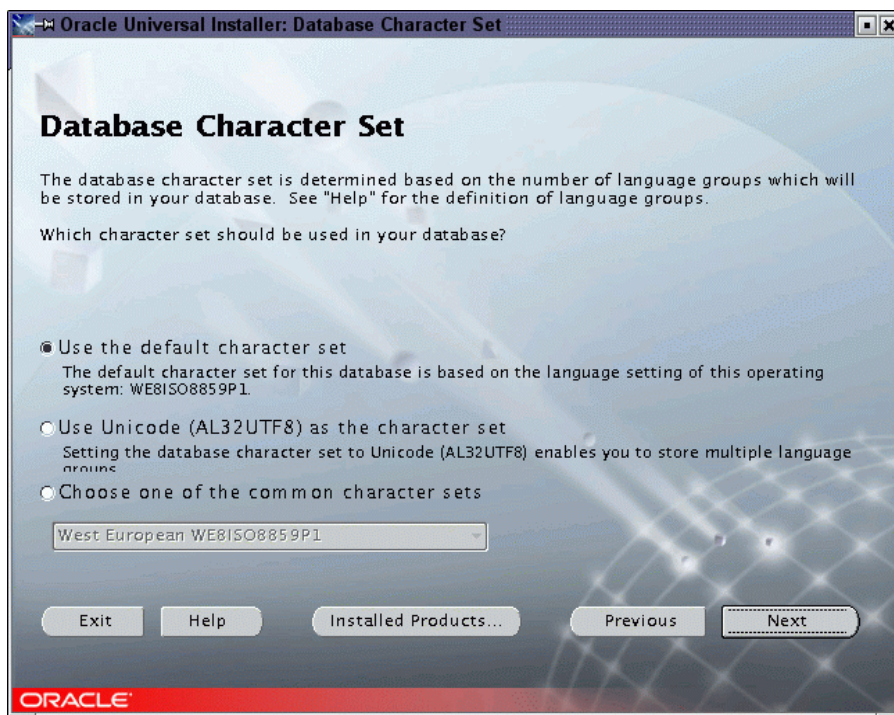 Oracle Universal Installer: Database Character Set
Database Character Set
The database character set is determined based on the number of language groups which will
be stored in your database. See "Help" for the definition of language groups.
Which character set should be used in your database?
Use the default character set
The default character set for this database is based on the language setting of this operating
system: WE8ISO8859P1.
Use Unicode (AL32UTF8) as the character set
Setting the database character set to Unicode (AL32UTF8) enables you to store multiple language
groups
Choose one of the common character sets
West European WE8ISO8859P1
Exit Help Installed Products... Previous Next
ORACLE